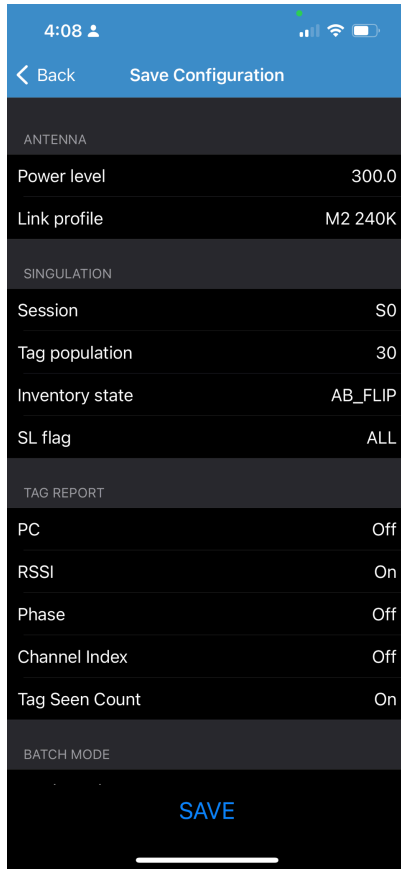 4:08
Back Save Configuration
ANTENNA
Power level 300.0
Link profile M2 240K
SINGULATION
Session S0
Tag population 30
Inventory state AB_FLIP
SL flag ALL
TAG REPORT
PC Off
RSSI On
Phase Off
Channel Index Off
Tag Seen Count On
BATCH MODE
SAVE